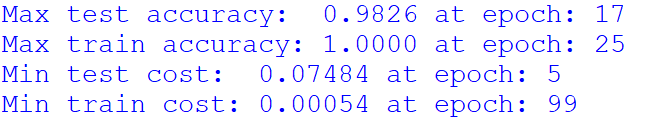 Max test accuracy:  0.9826 at epoch: 17
Max train accuracy: 1.0000 at epoch: 25
Min test cost:  0.07484 at epoch: 5
Min train cost: 0.00054 at epoch: 99